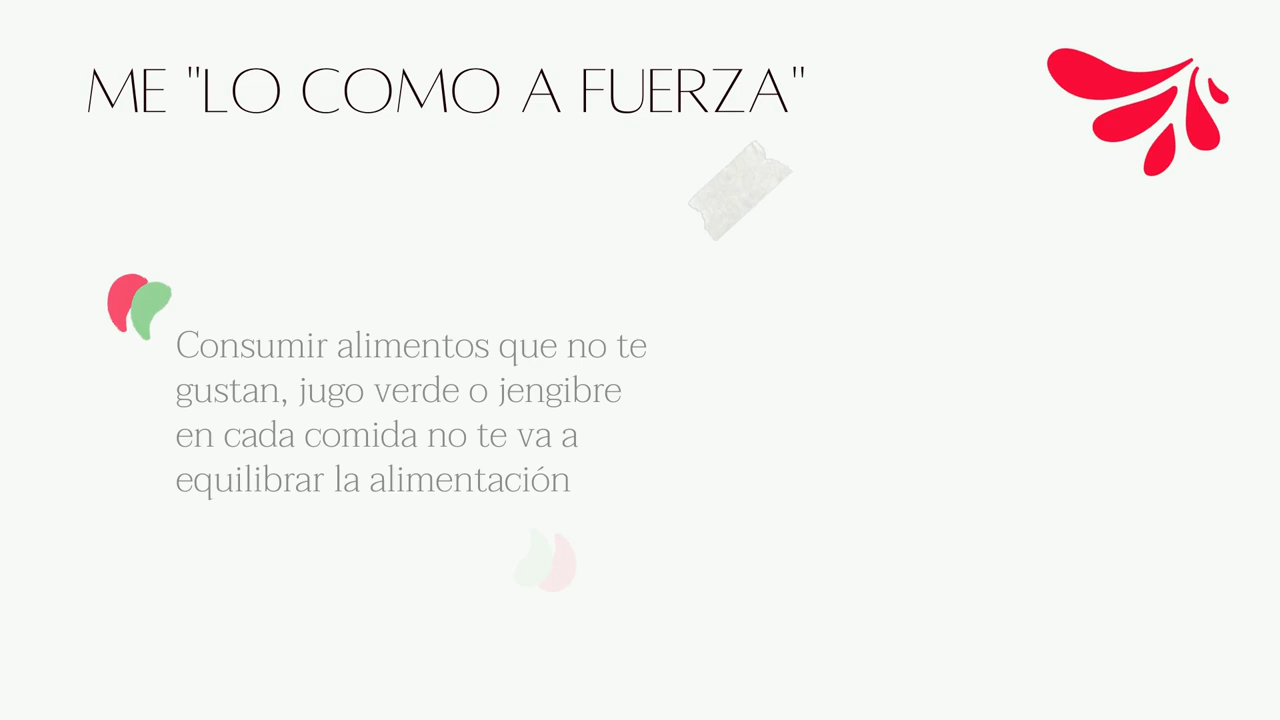 ME "LO COMO A FUERZA"
Consumir alimentos que no te
gustan, jugo verde o jengibre
en cada comida no te va a
equilibrar la alimentación